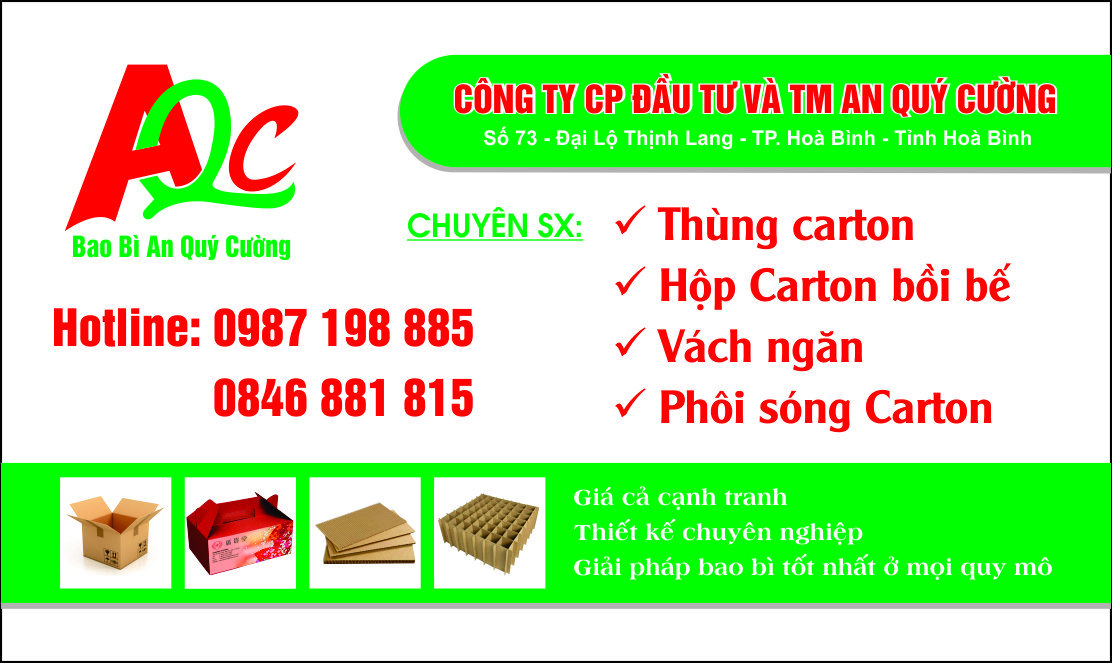 AQC
Bao Bì An Quý Cường
CÔNG TY CP ĐẦU TƯ VÀ TM AN QUÝ CƯỜNG
Số 73 - Đại Lộ Thịnh Lang - TP. Hoà Bình - Tỉnh Hoà Bình
CHUYÊN SX:
✓ Thùng carton
✓ Hộp Carton bồi bế
✓ Vách ngăn
✓ Phôi sóng Carton
Hotline: 0987 198 885
0846 881 815
Giá cả cạnh tranh
Thiết kế chuyên nghiệp
Giải pháp bao bì tốt nhất ở mọi quy mô